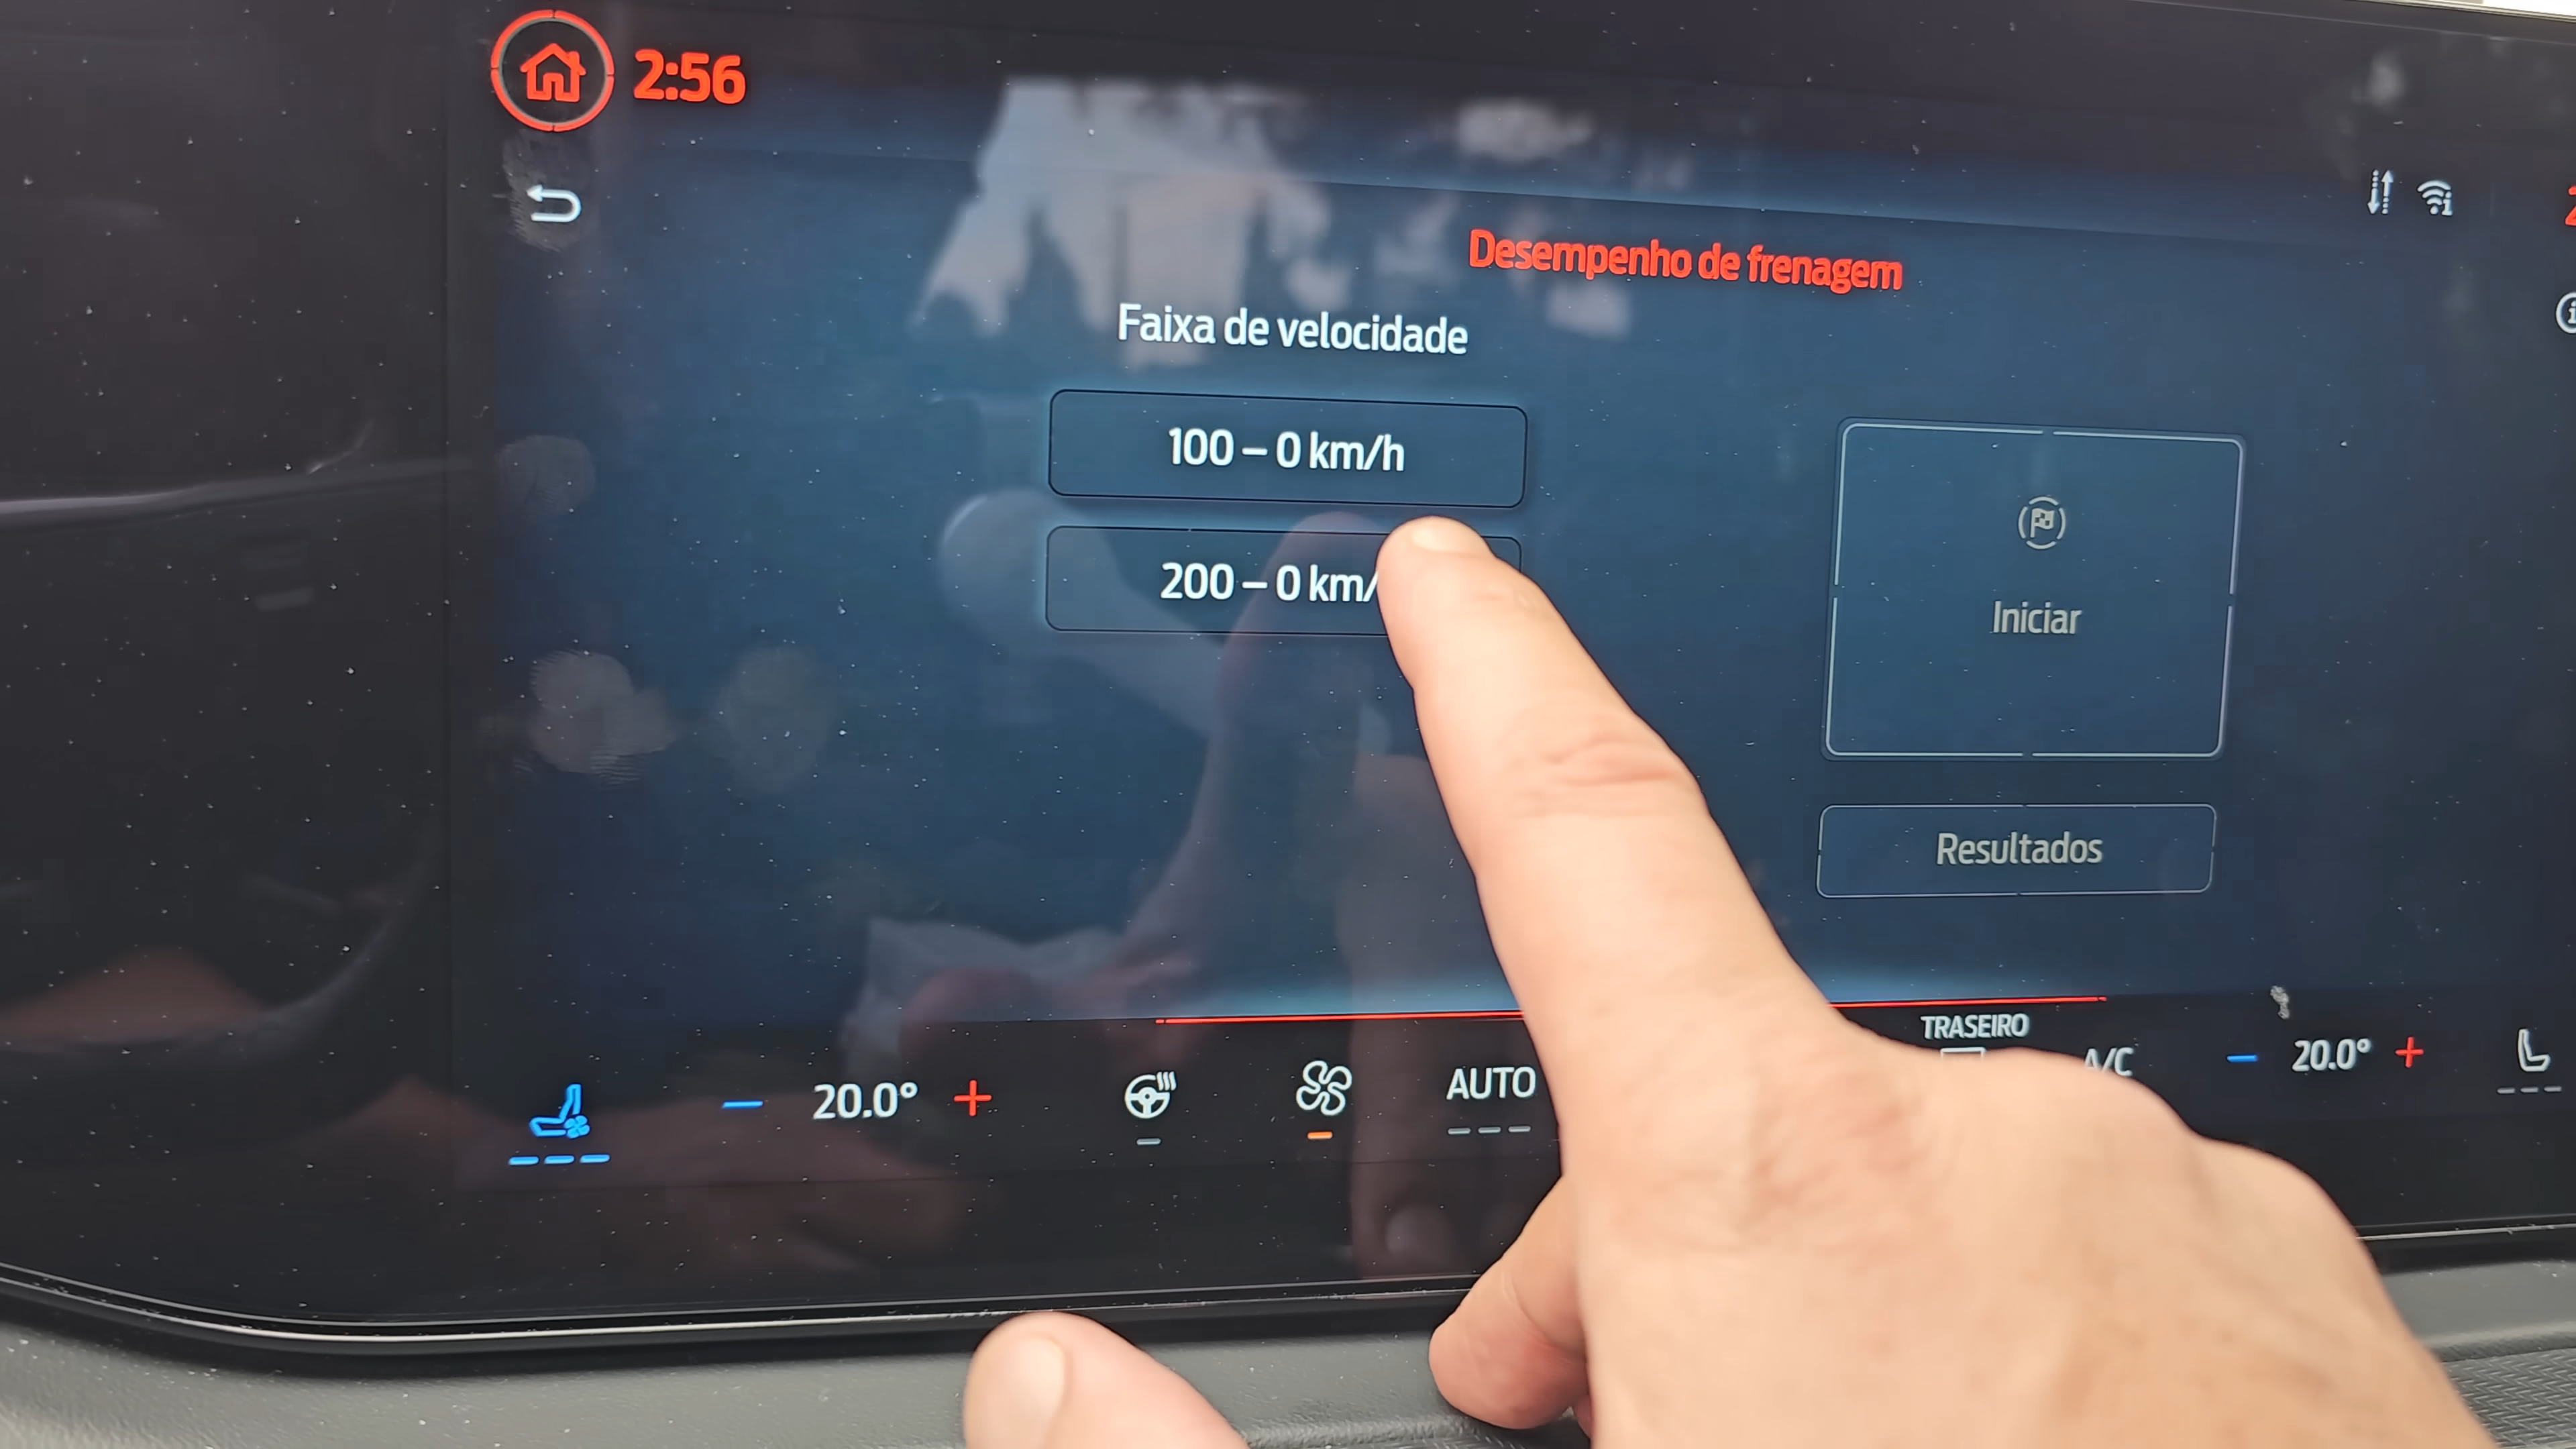 2:56
Desempenho de frenagem
Faixa de velocidade
100 – 0 km/h
200 – 0 km/
Iniciar
Resultados
TRASEIRO
20.0°
AUTO
A/C
20.0°